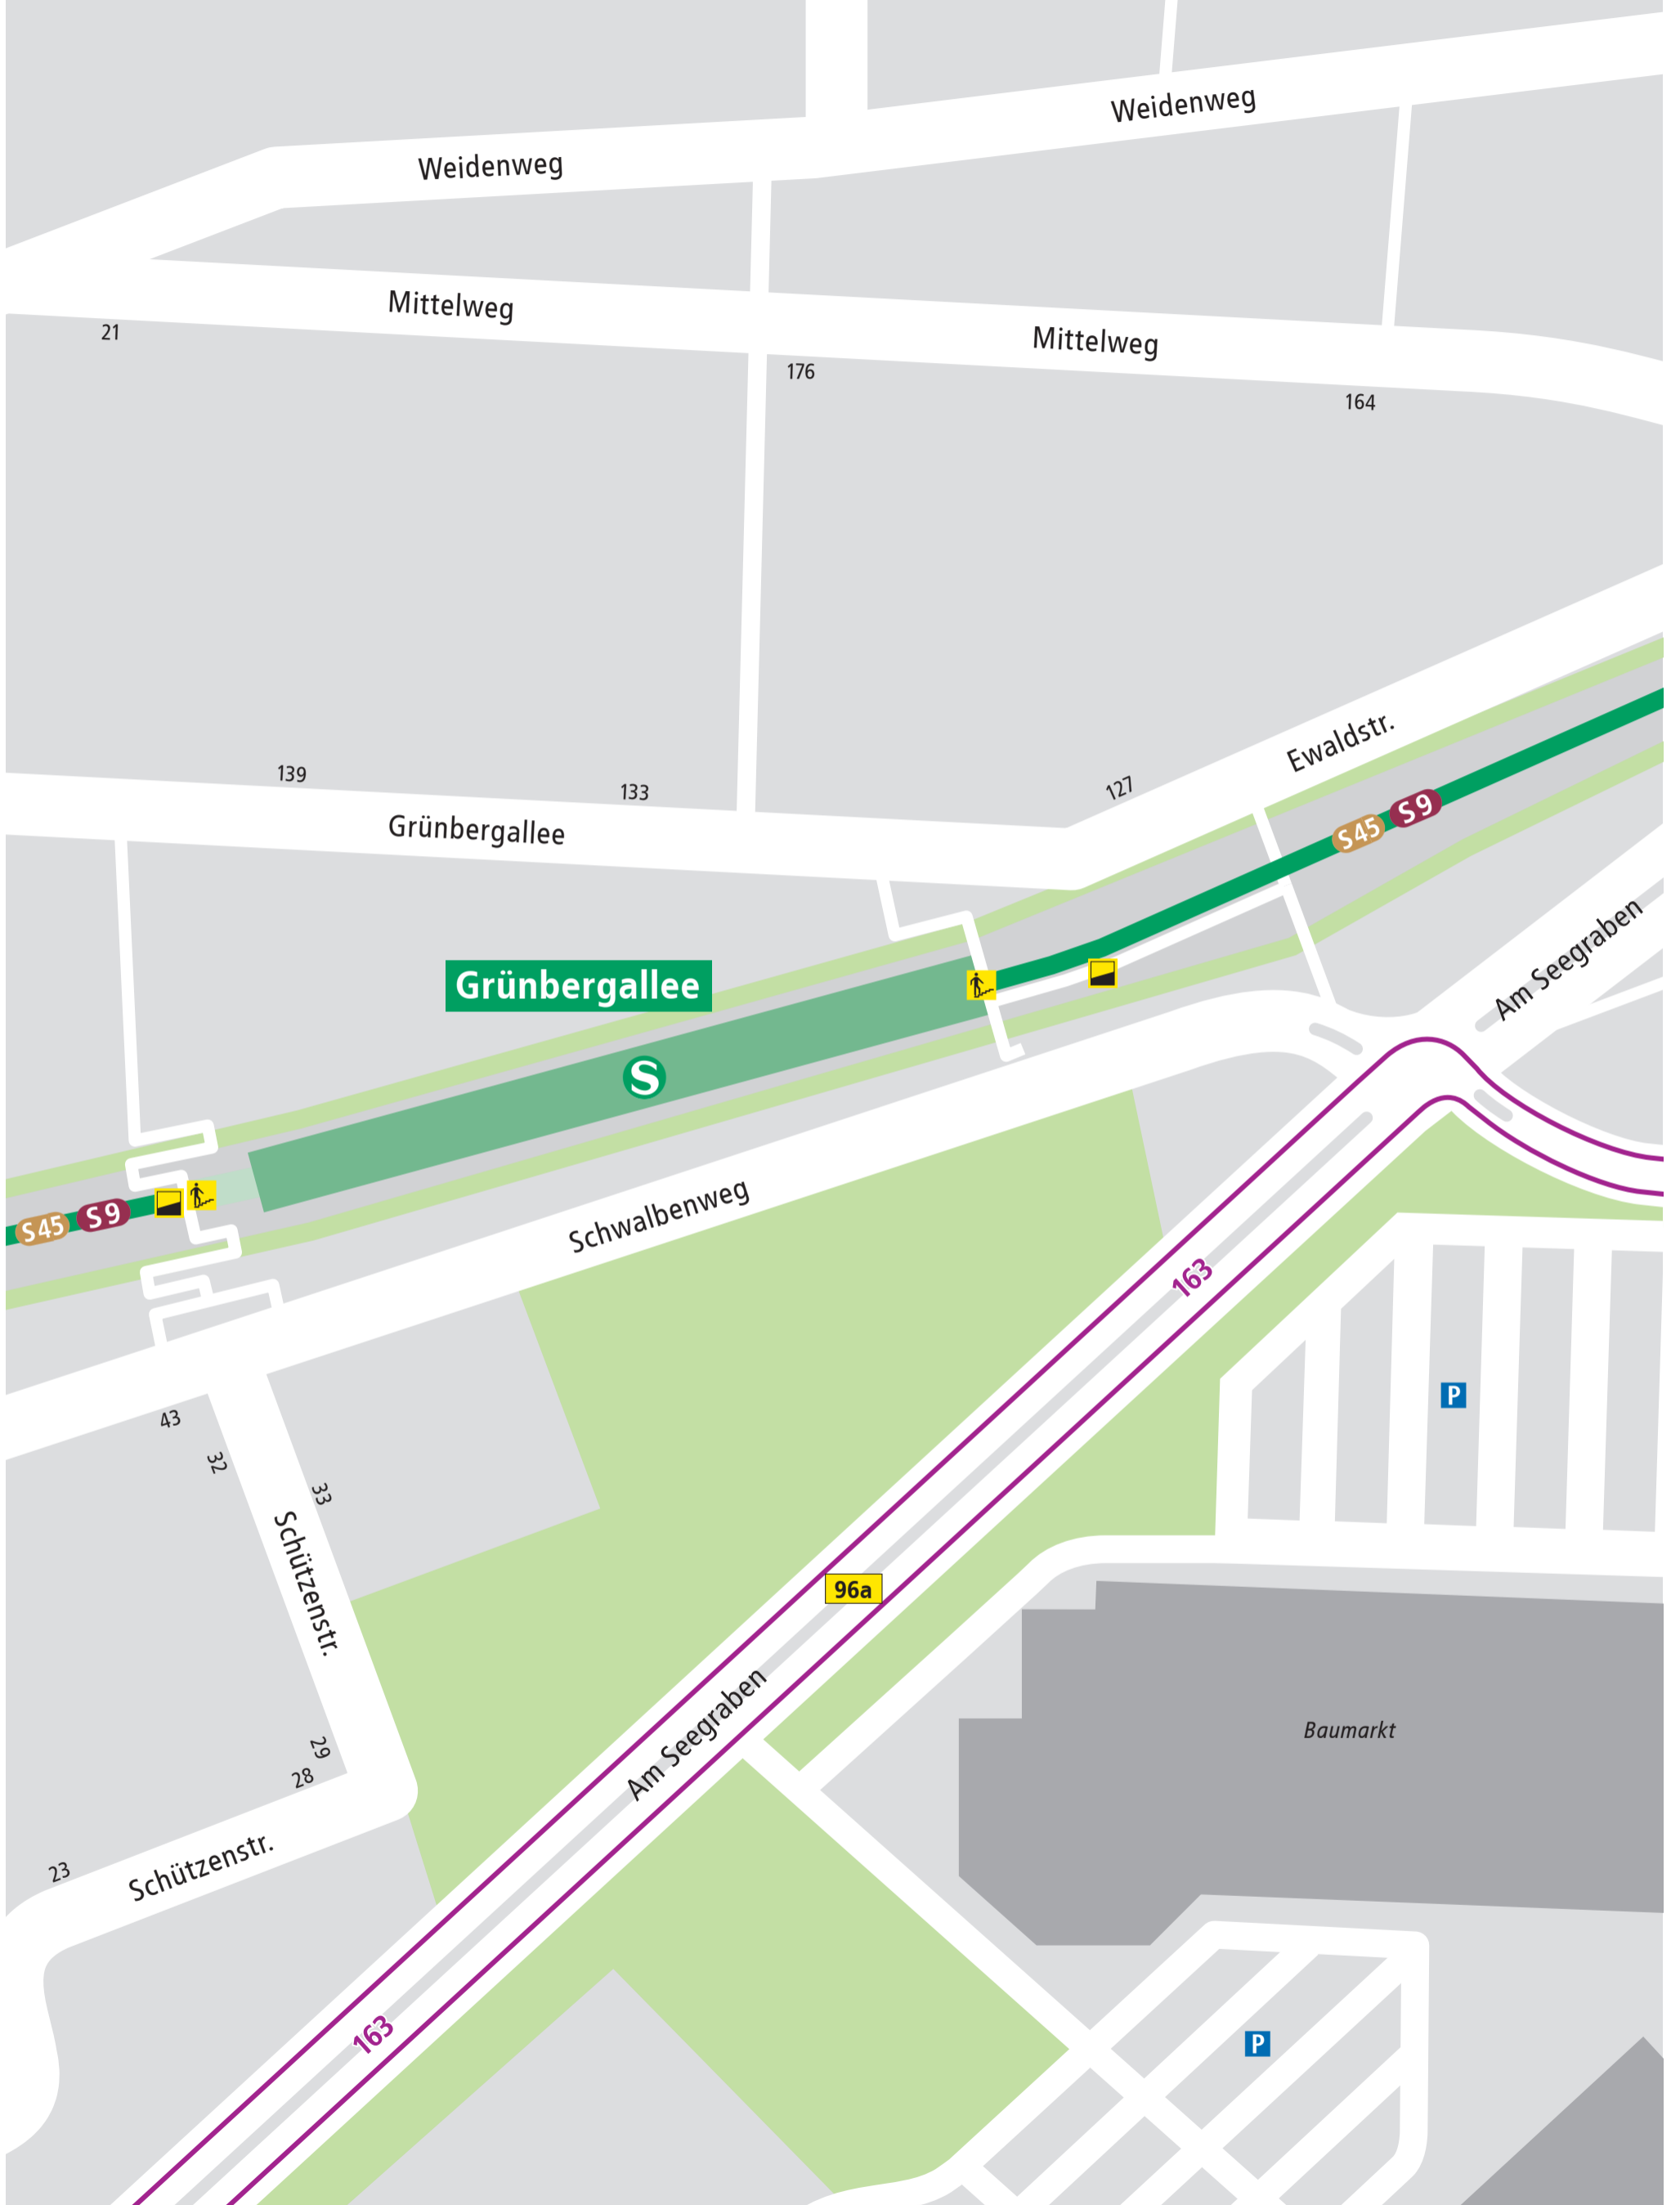 Weidenweg
Weidenweg
Mittelweg
Mittelweg
21
176
164
Ewaldstr.
139
133
127
Grünbergallee
S45 S9
Am Seegraben
Grünbergallee
S
S45 S9
Schwalbenweg
163
43
32
33
P
Schützenstr.
96a
Am Seegraben
Baumarkt
29
28
23
Schützenstr.
163
P